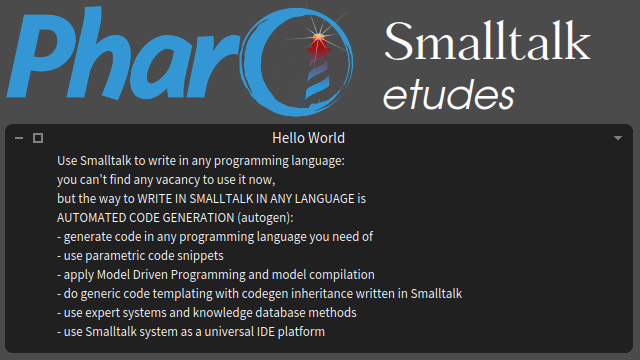 Pharo
Smalltalk
etudes
Hello World
Use Smalltalk to write in any programming language:
you can't find any vacancy to use it now,
but the way to WRITE IN SMALLTALK IN ANY LANGUAGE is
AUTOMATED CODE GENERATION (autogen):
- generate code in any programming language you need of
- use parametric code snippets
- apply Model Driven Programming and model compilation
- do generic code templating with codegen inheritance written in Smalltalk
- use expert systems and knowledge database methods
- use Smalltalk system as a universal IDE platform